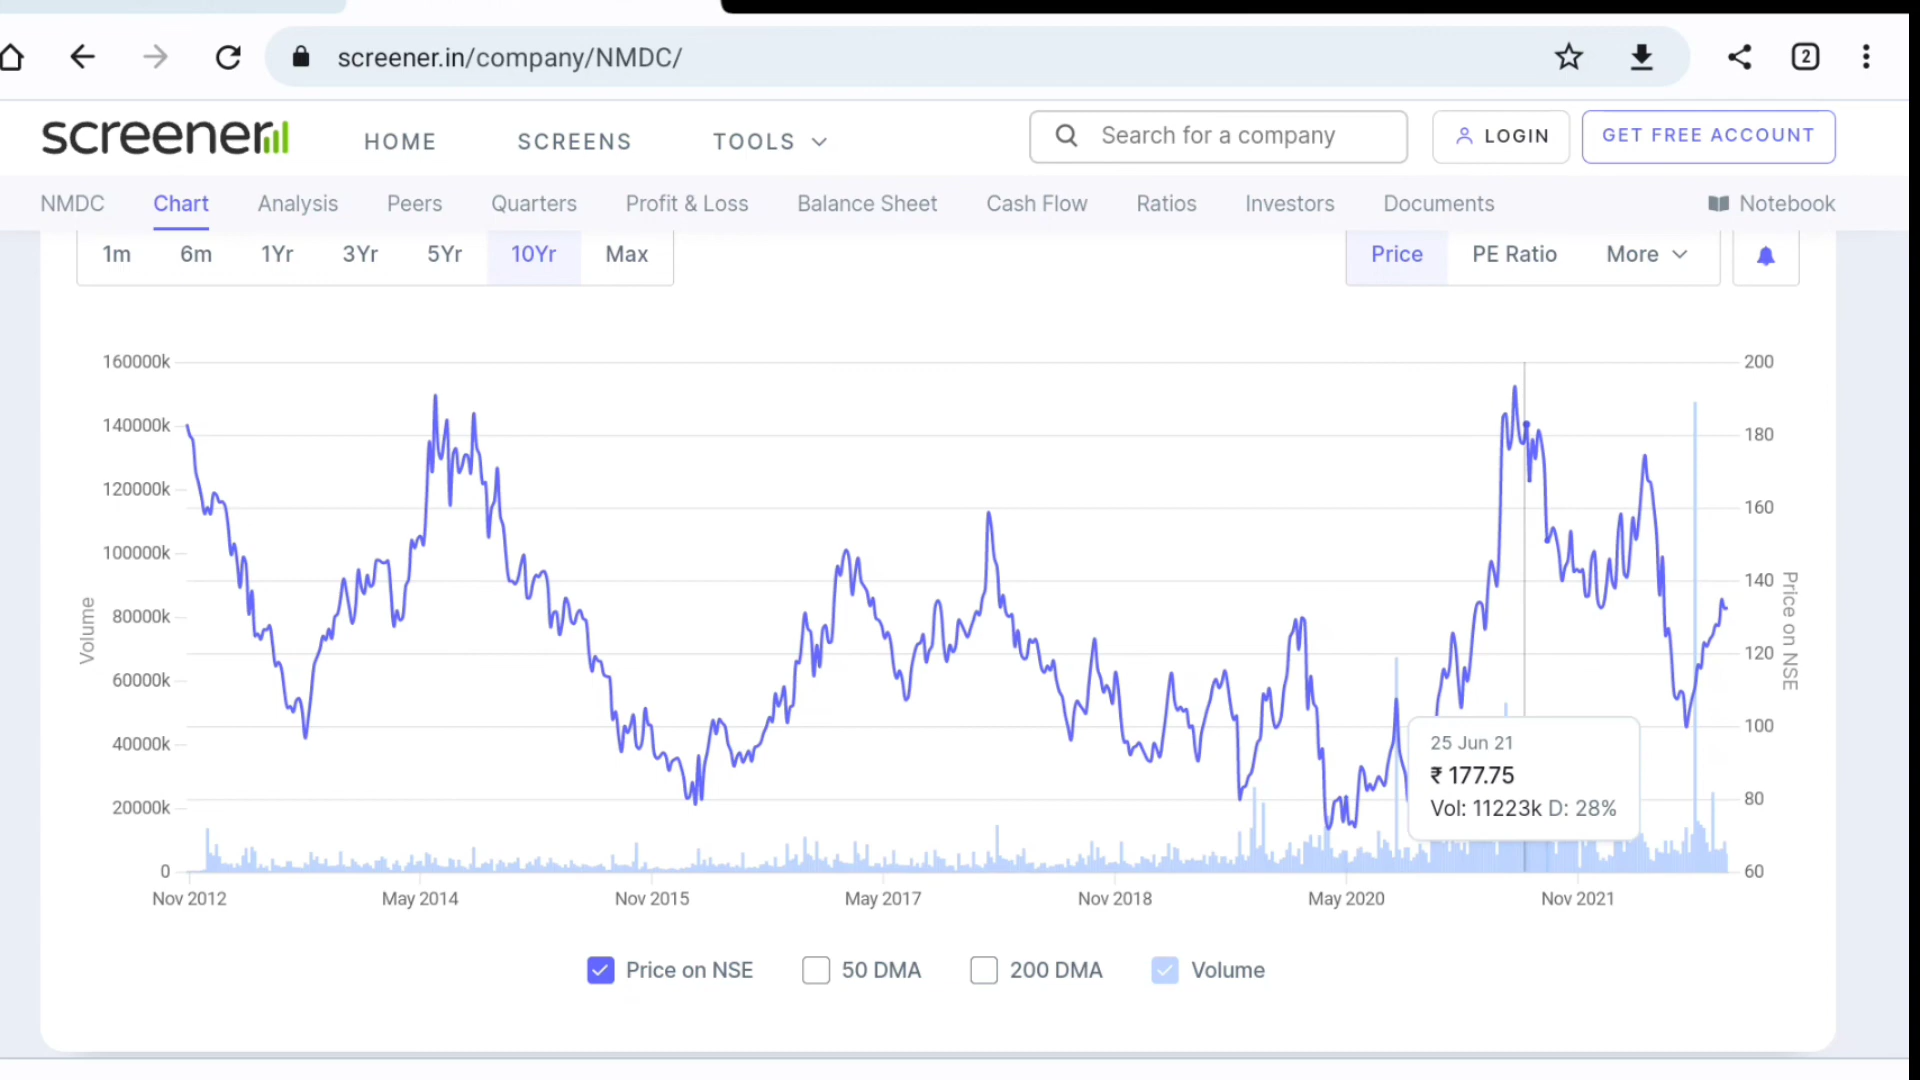 screener.in/company/NMDC/
2
screener
HOME
SCREENS
TOOLS
Search for a company
LOGIN
GET FREE ACCOUNT
NMDC
Chart
Analysis
Peers
Quarters
Profit & Loss
Balance Sheet
Cash Flow
Ratios
Investors
Documents
Notebook
1m
6m
1Yr
3Yr
5Yr
10Yr
Max
Price
PE Ratio
More
160000k
140000k
120000k
100000k
80000k
60000k
40000k
20000k
0
Volume
200
180
160
140
120
100
80
60
Price on NSE
25 Jun 21
₹ 177.75
Vol: 11223k D: 28%
Nov 2012
May 2014
Nov 2015
May 2017
Nov 2018
May 2020
Nov 2021
Price on NSE
50 DMA
200 DMA
Volume